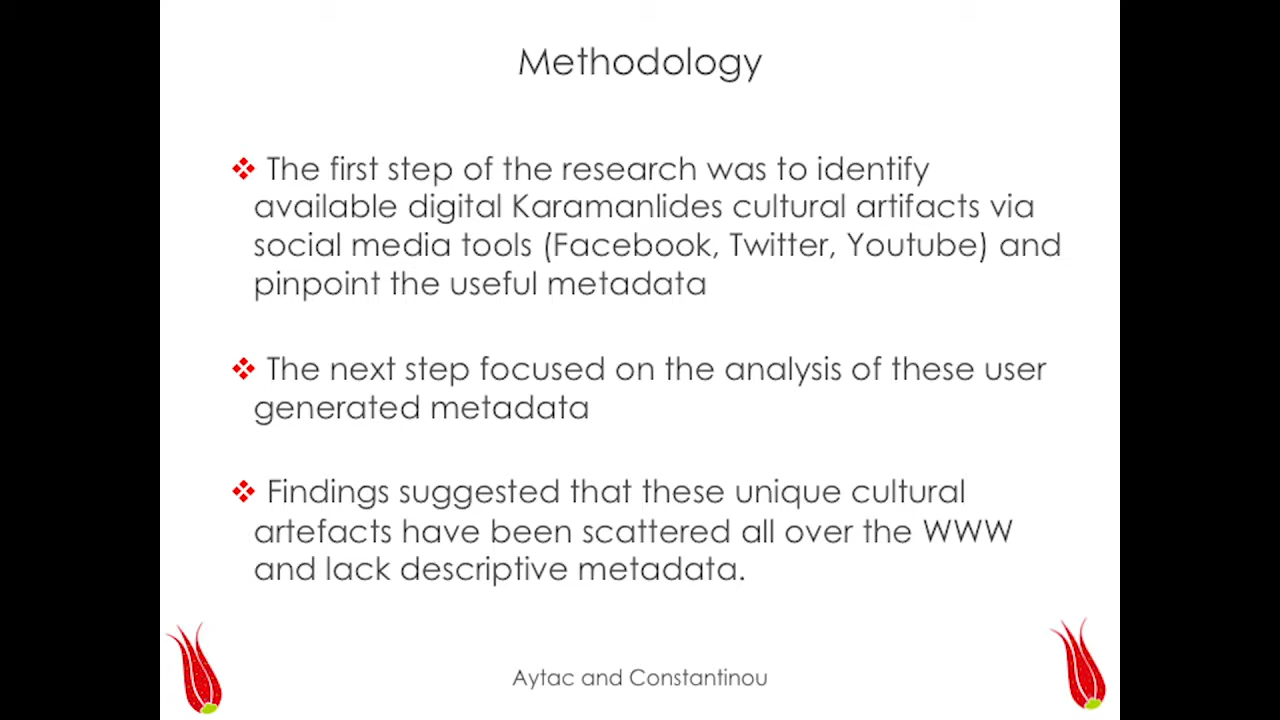 Methodology
The first step of the research was to identify
available digital Karamanlides cultural artifacts via
social media tools (Facebook, Twitter, Youtube) and
pinpoint the useful metadata
The next step focused on the analysis of these user
generated metadata
Findings suggested that these unique cultural
artefacts have been scattered all over the WWW
and lack descriptive metadata.
Aytac and Constantinou